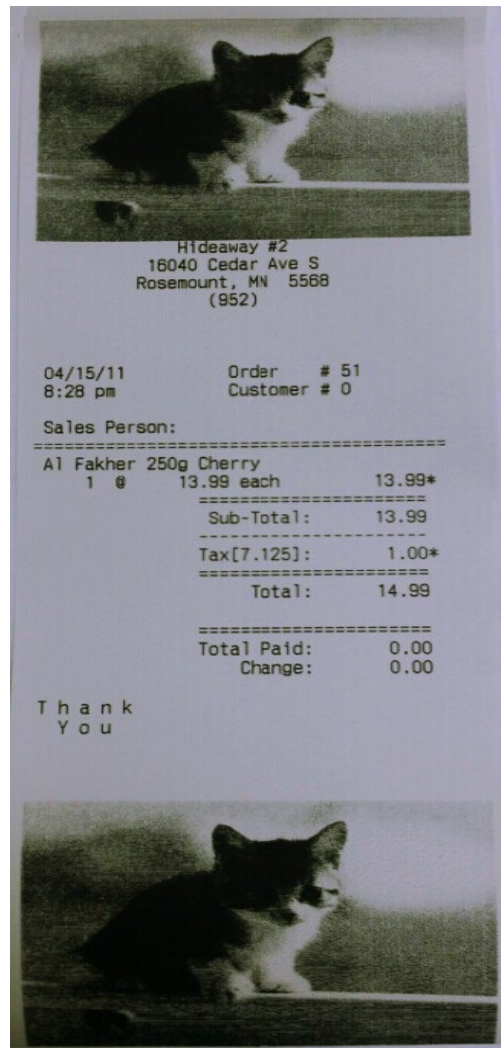 Hideaway #2
16040 Cedar Ave S
Rosemount, MN 5568
(952)
04/15/11 Order # 51
8:28 pm Customer # 0
Sales Person:
==========================================
Al Fakher 250g Cherry
1 @ 13.99 each 13.99*
=======================
Sub-Total: 13.99
-----------------------
Tax[7.125]: 1.00*
=======================
Total: 14.99
=======================
Total Paid: 0.00
Change: 0.00
T h a n k
Y o u